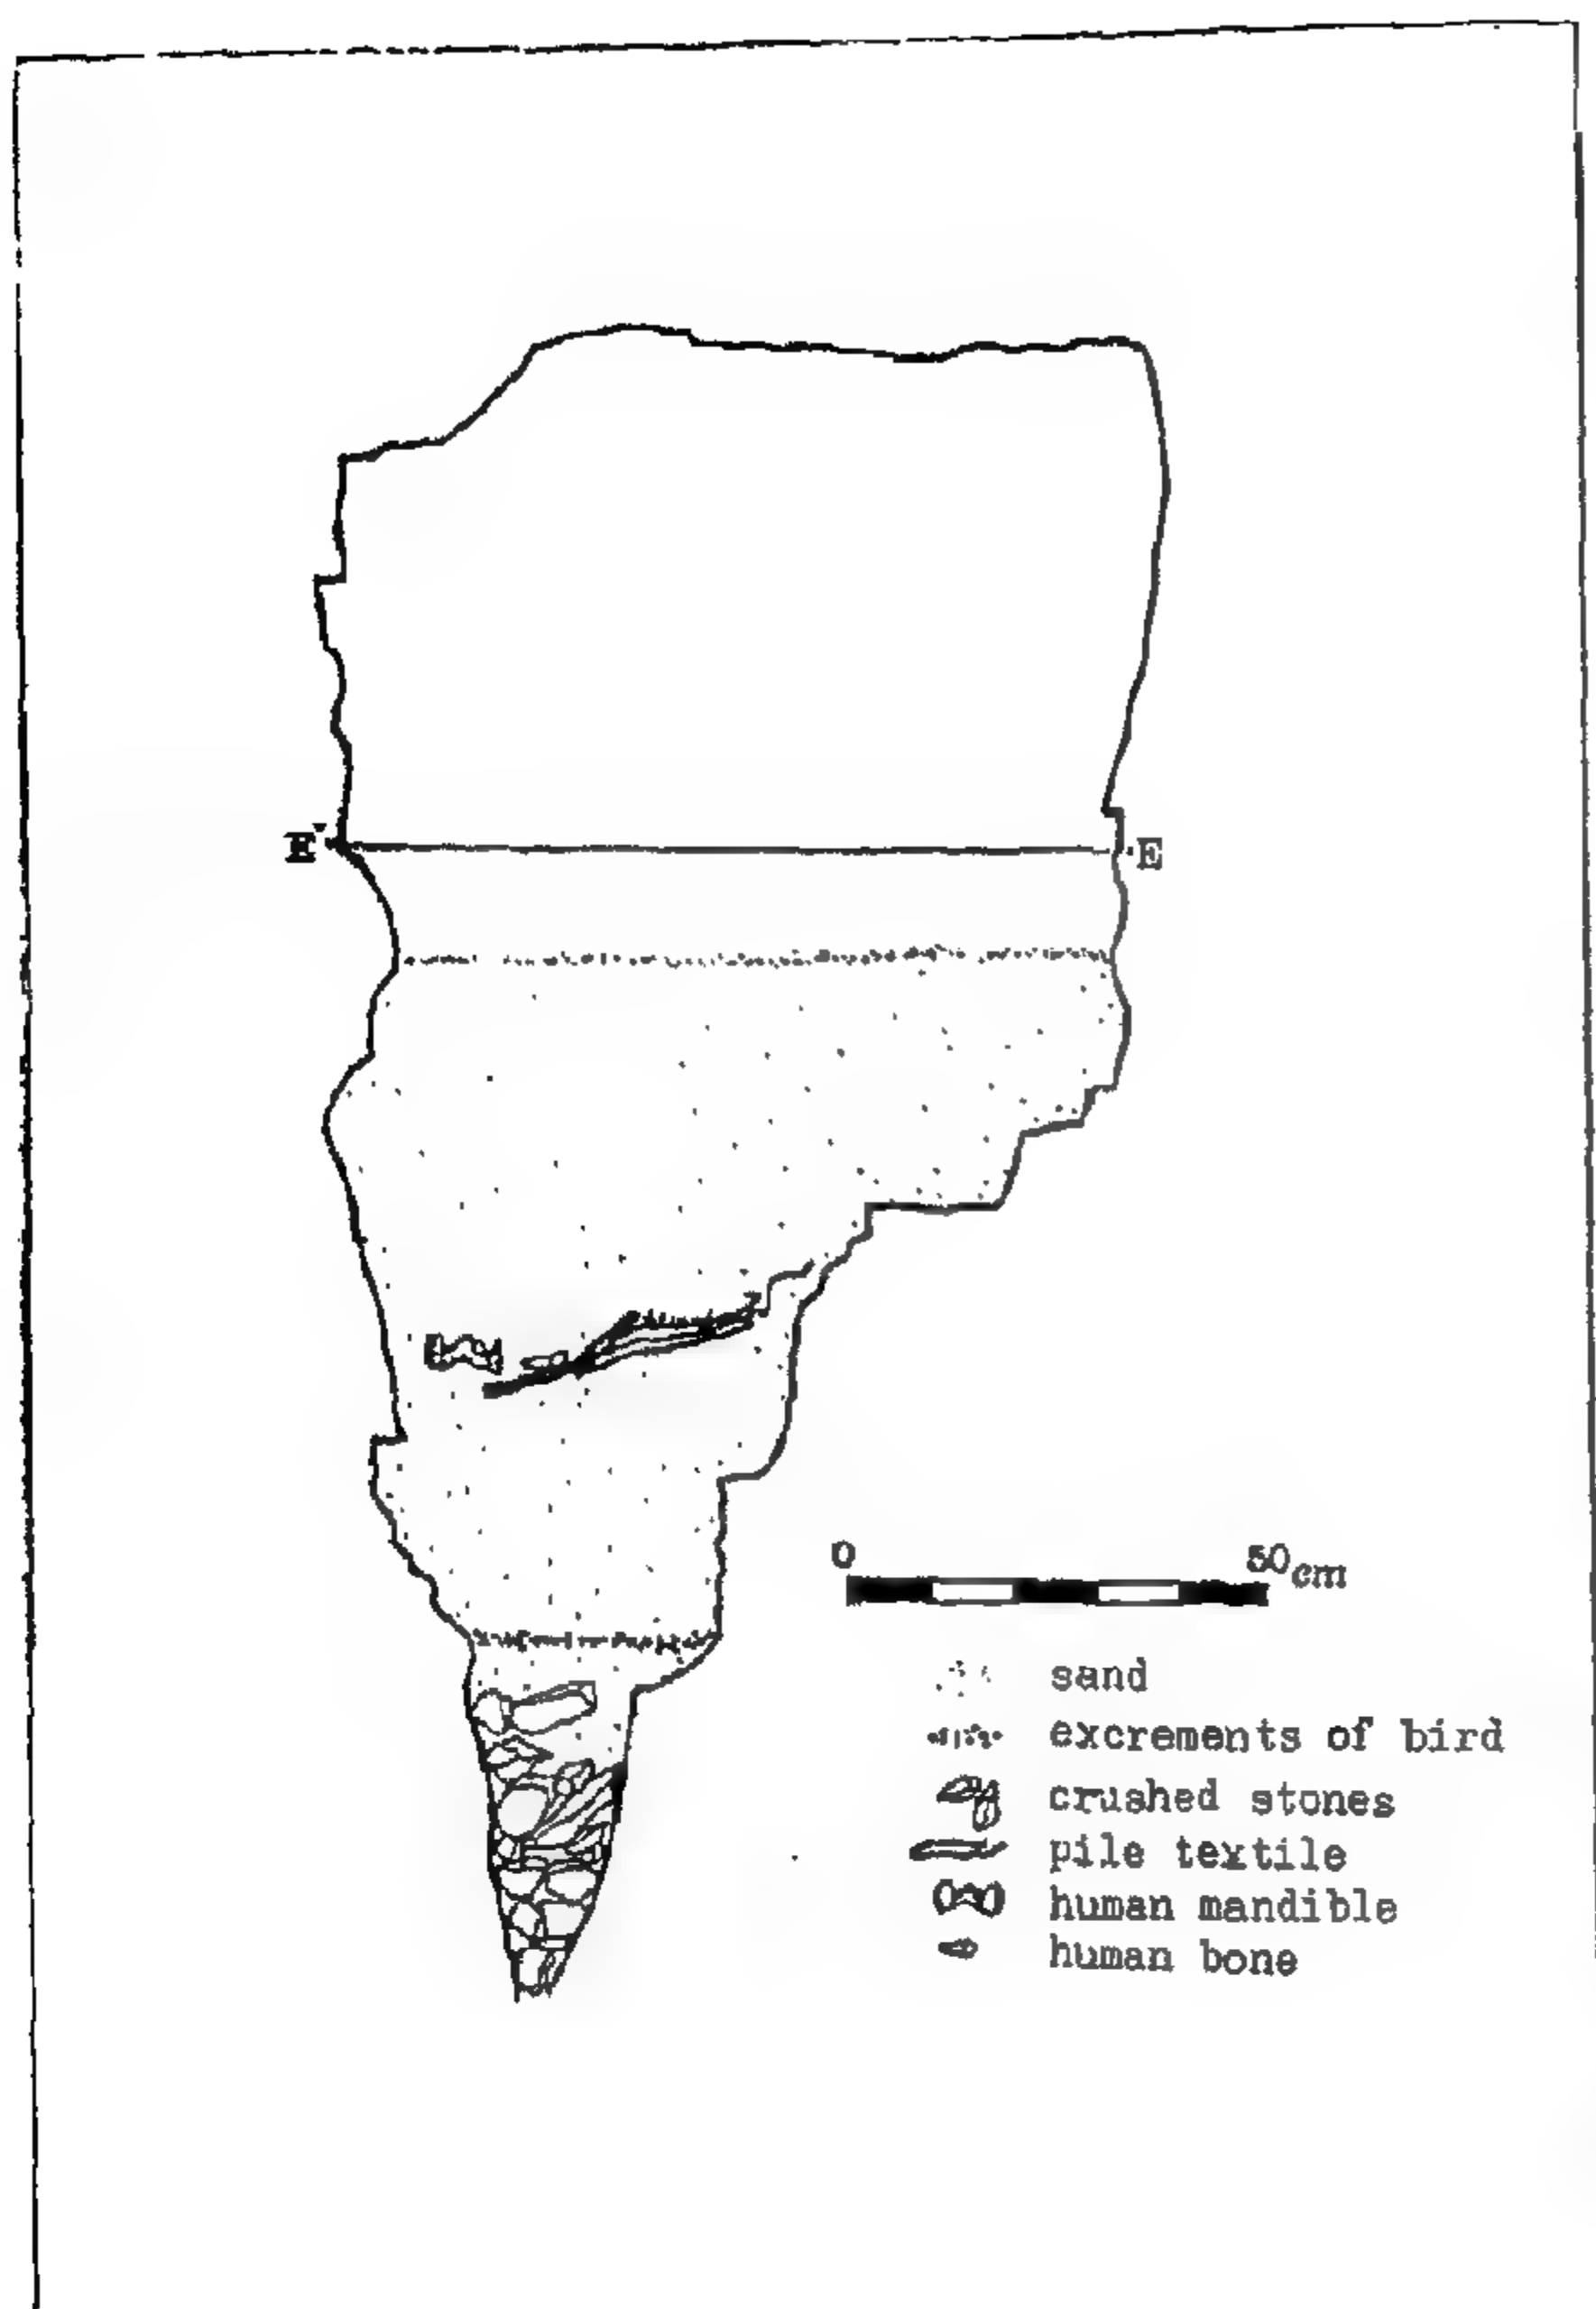 E' E
0 50cm
sand
excrements of bird
crushed stones
pile textile
human mandible
human bone